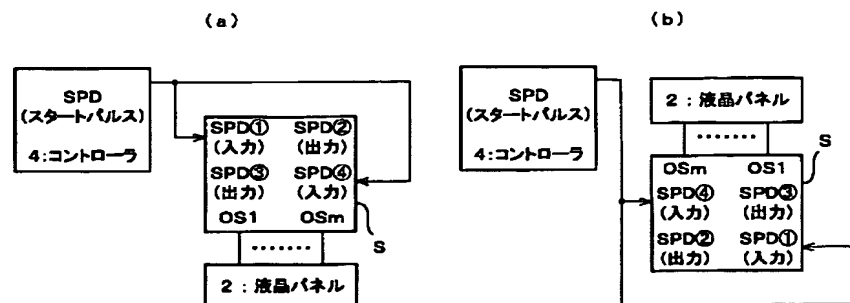 (a)
SPD
(スタートパルス)
4:コントローラ
SPD① SPD②
(入力) (出力)
SPD③ SPD④
(出力) (入力)
OS1 OSm
S
2 : 液晶パネル
(b)
SPD
(スタートパルス)
4:コントローラ
2 : 液晶パネル
OSm OS1
S
SPD④ SPD③
(入力) (出力)
SPD② SPD①
(出力) (入力)